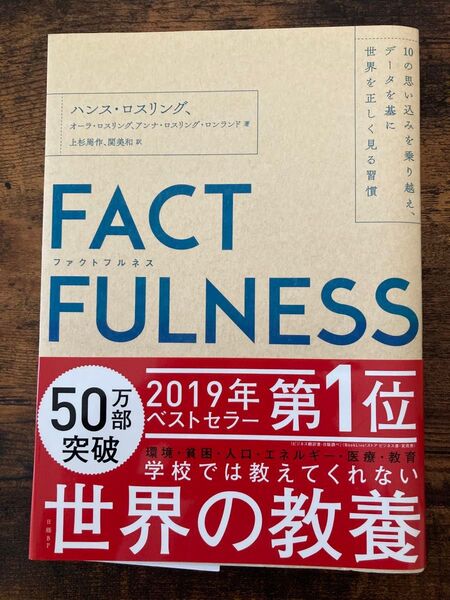 10の思い込みを乗り越え、
データを基に
世界を正しく見る習慣
ハンス・ロスリング、
オーラ・ロスリング、アンナ・ロスリング・ロンランド 著
上杉周作、関美和 訳
FACT
ファクトフルネス
FULNESS
50万部
突破
2019年
ベストセラー
第1位
環境・貧困・人口・エネルギー・医療・教育
学校では教えてくれない
世界の教養
日経BP